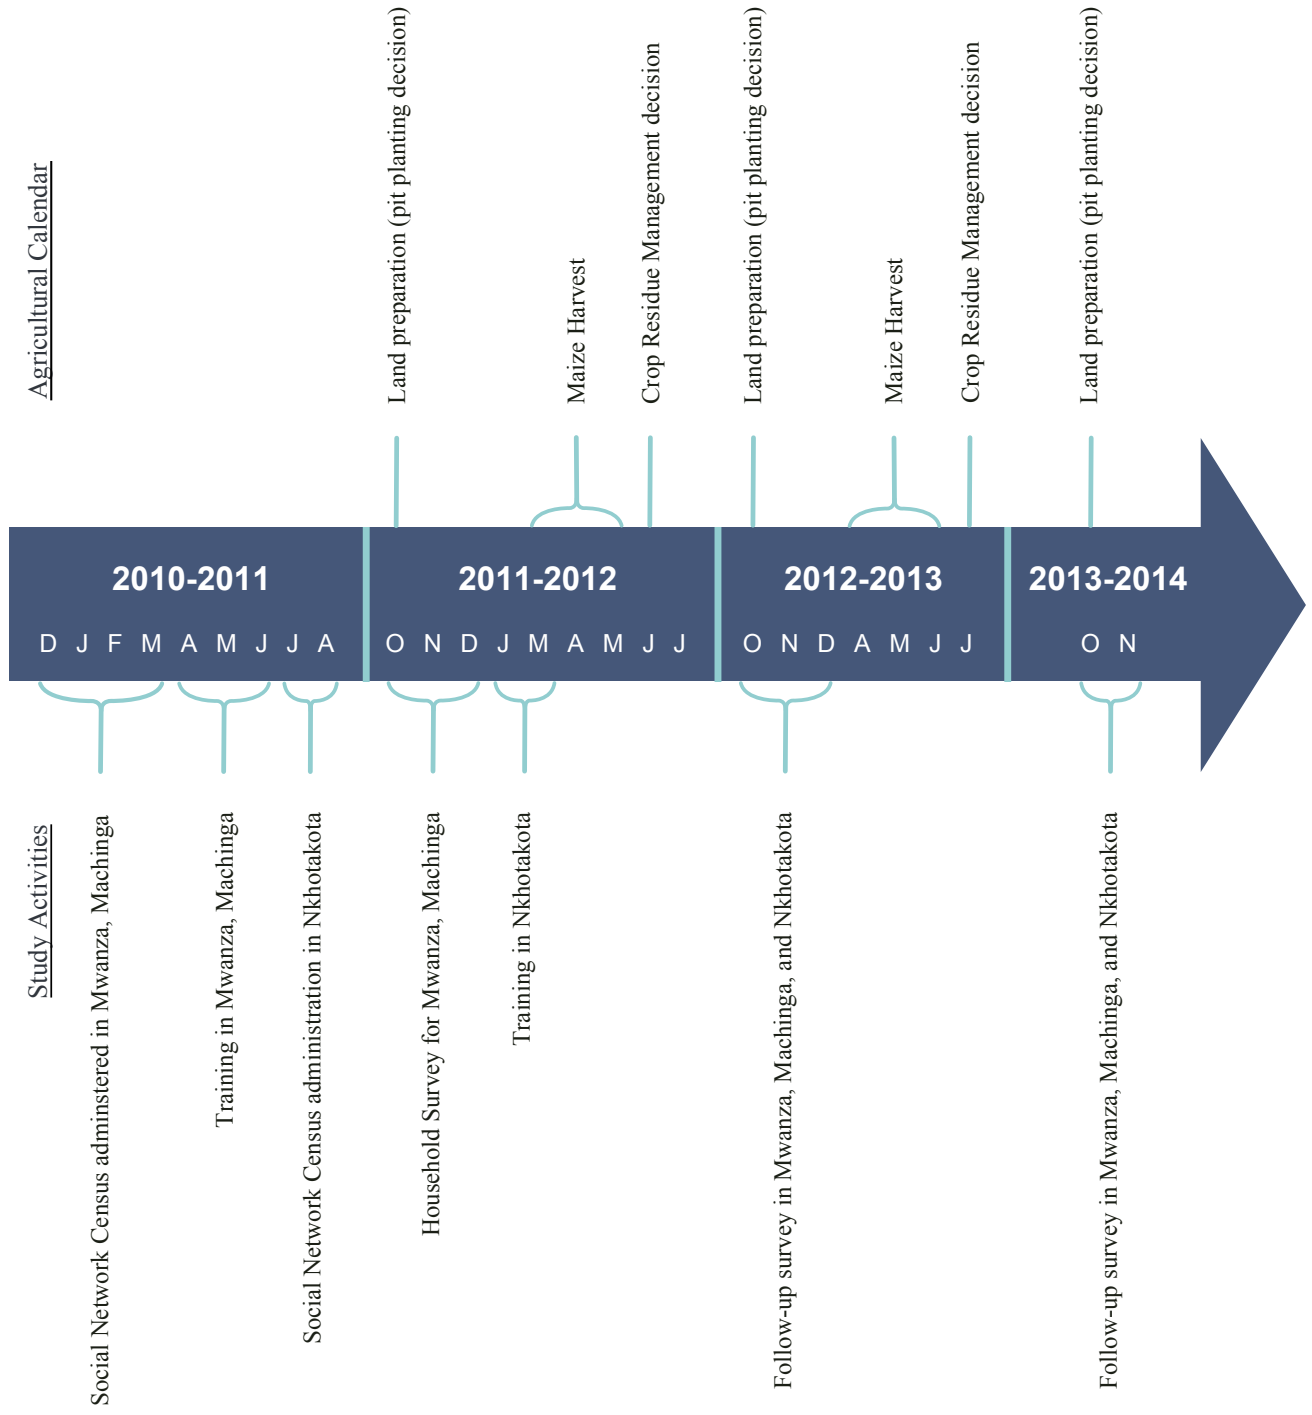 Agricultural Calendar
Land preparation (pit planting decision)
Maize Harvest
Crop Residue Management decision
Land preparation (pit planting decision)
Maize Harvest
Crop Residue Management decision
Land preparation (pit planting decision)
2010-2011
2011-2012
2012-2013
2013-2014
D J F M A M J J A
O N D J M A M J J
O N D A M J J
O N
Study Activities
Social Network Census adminstered in Mwanza, Machinga
Training in Mwanza, Machinga
Social Network Census administration in Nkhotakota
Household Survey for Mwanza, Machinga
Training in Nkhotakota
Follow-up survey in Mwanza, Machinga, and Nkhotakota
Follow-up survey in Mwanza, Machinga, and Nkhotakota